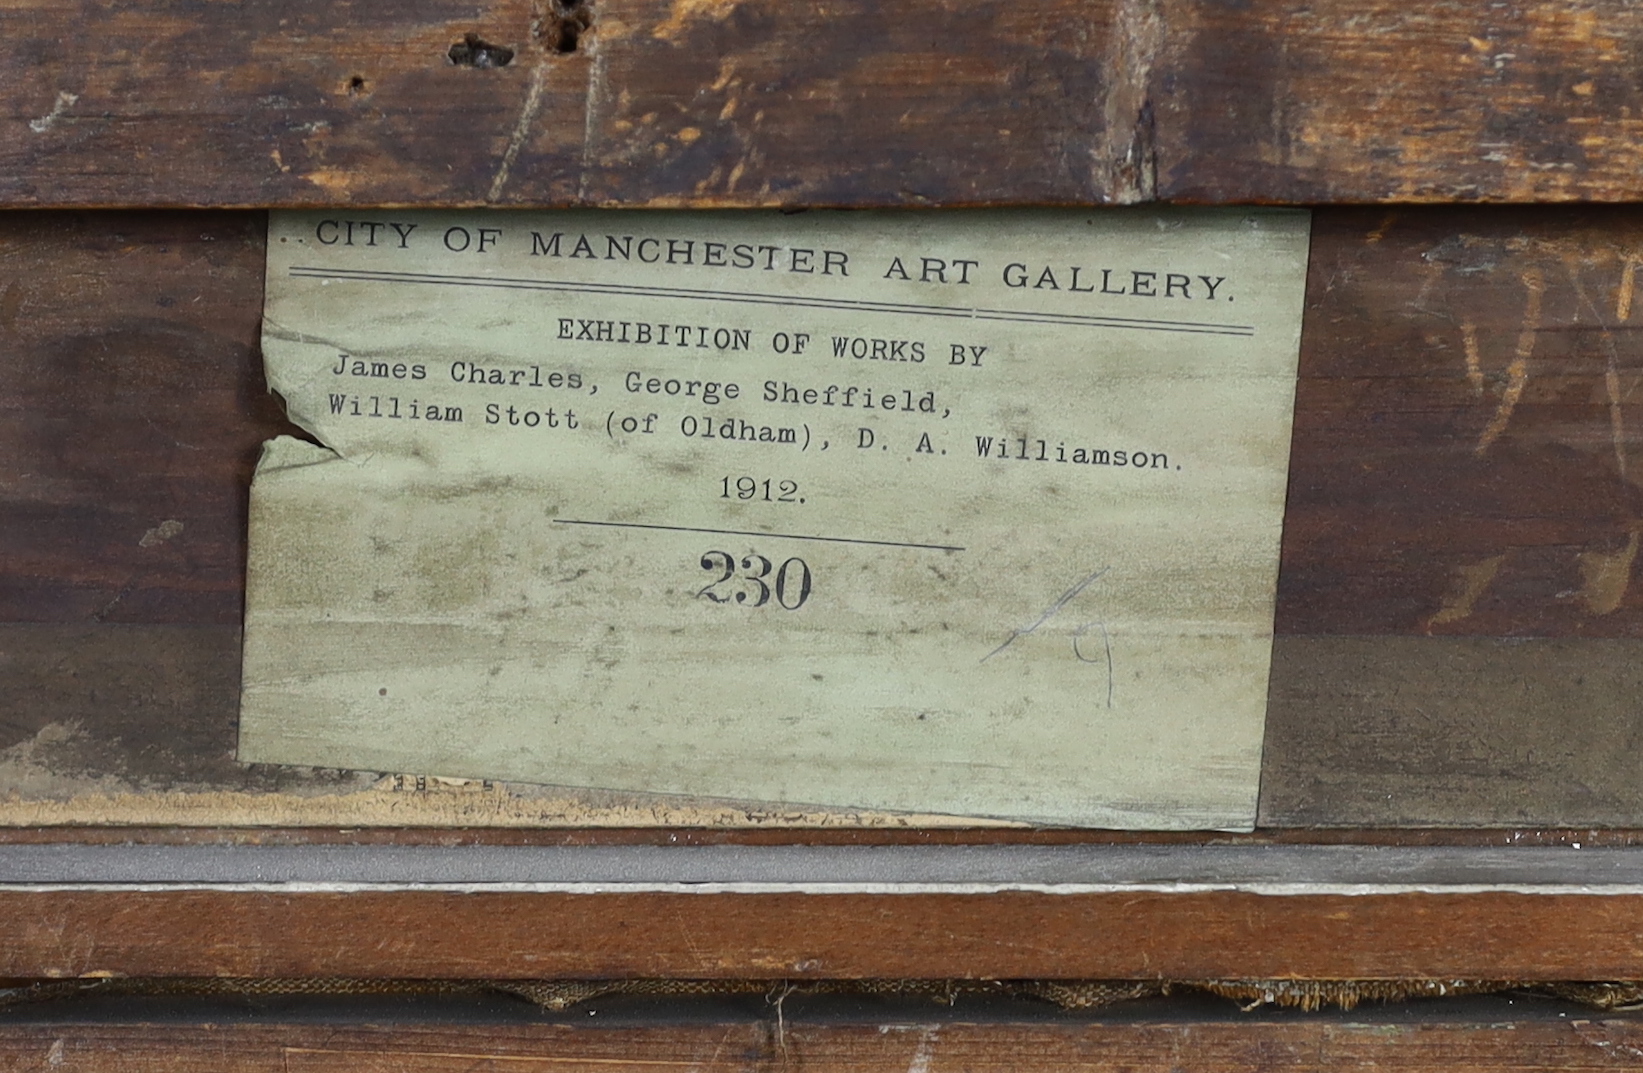 CITY OF MANCHESTER ART GALLERY.
EXHIBITION OF WORKS BY
James Charles, George Sheffield,
William Stott (of Oldham), D. A. Williamson.
1912.
230